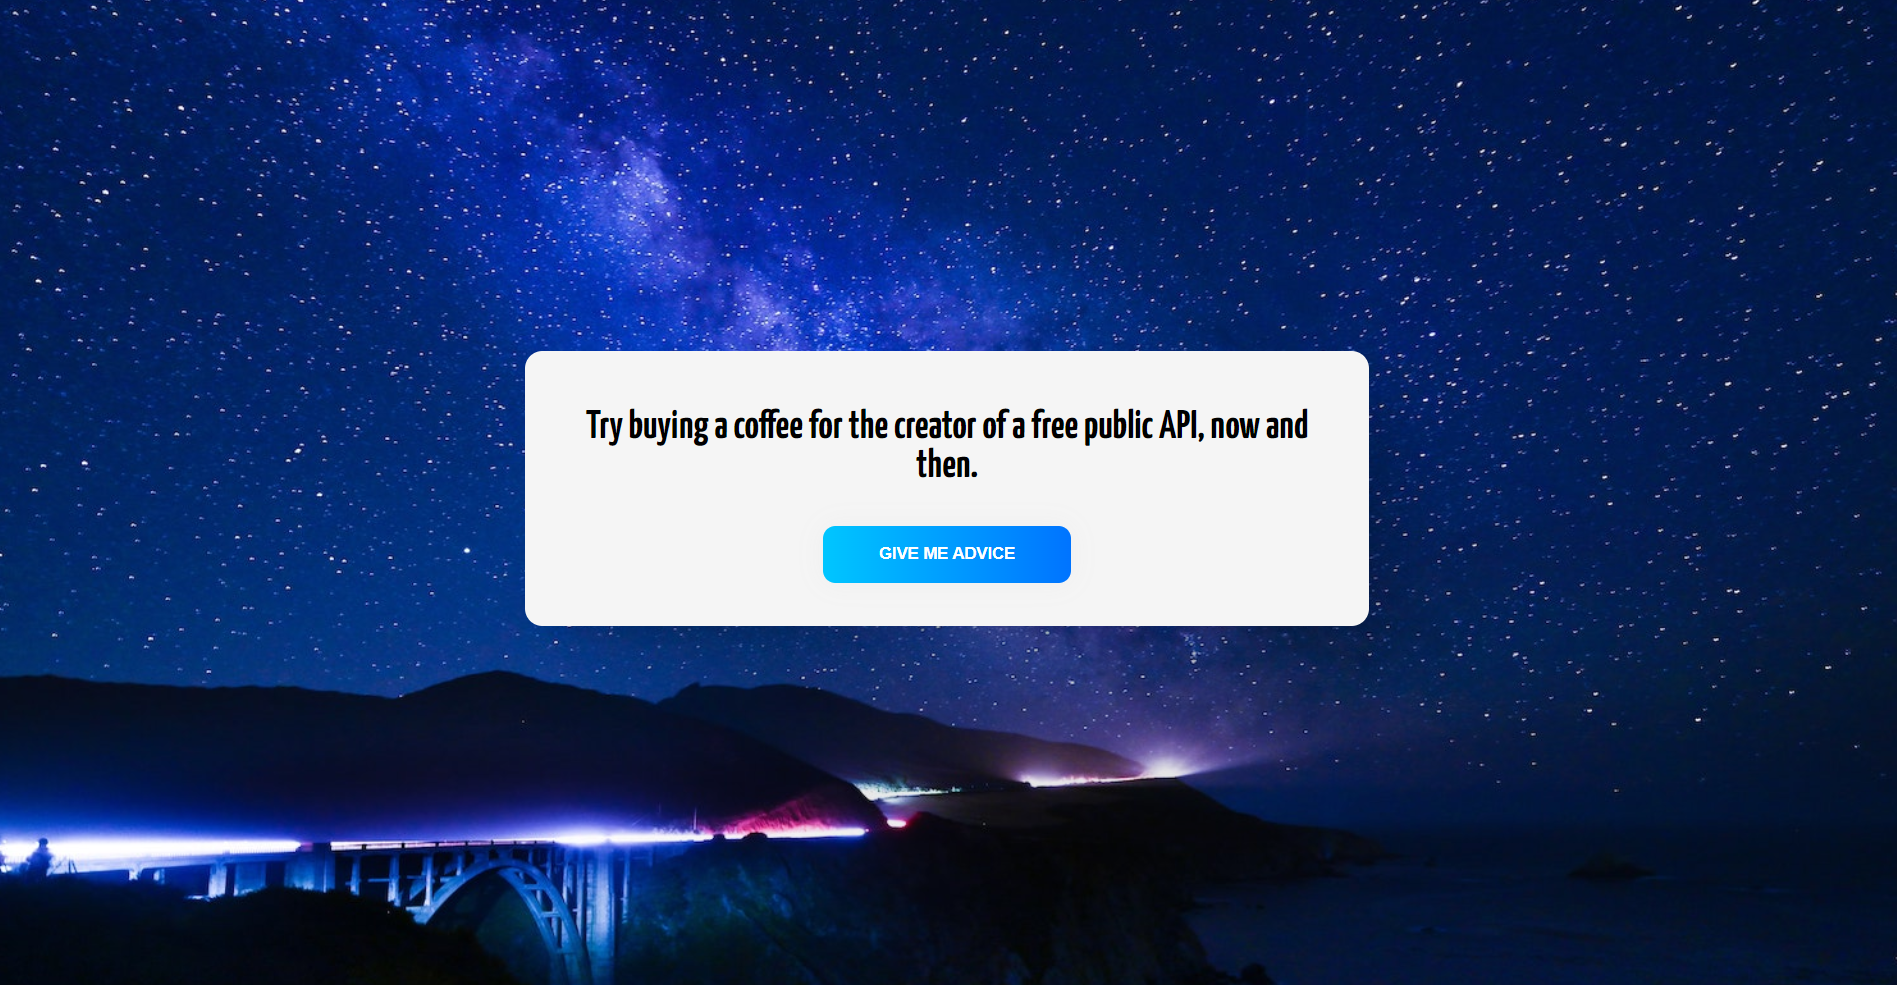 Try buying a coffee for the creator of a free public API, now and
then.
GIVE ME ADVICE